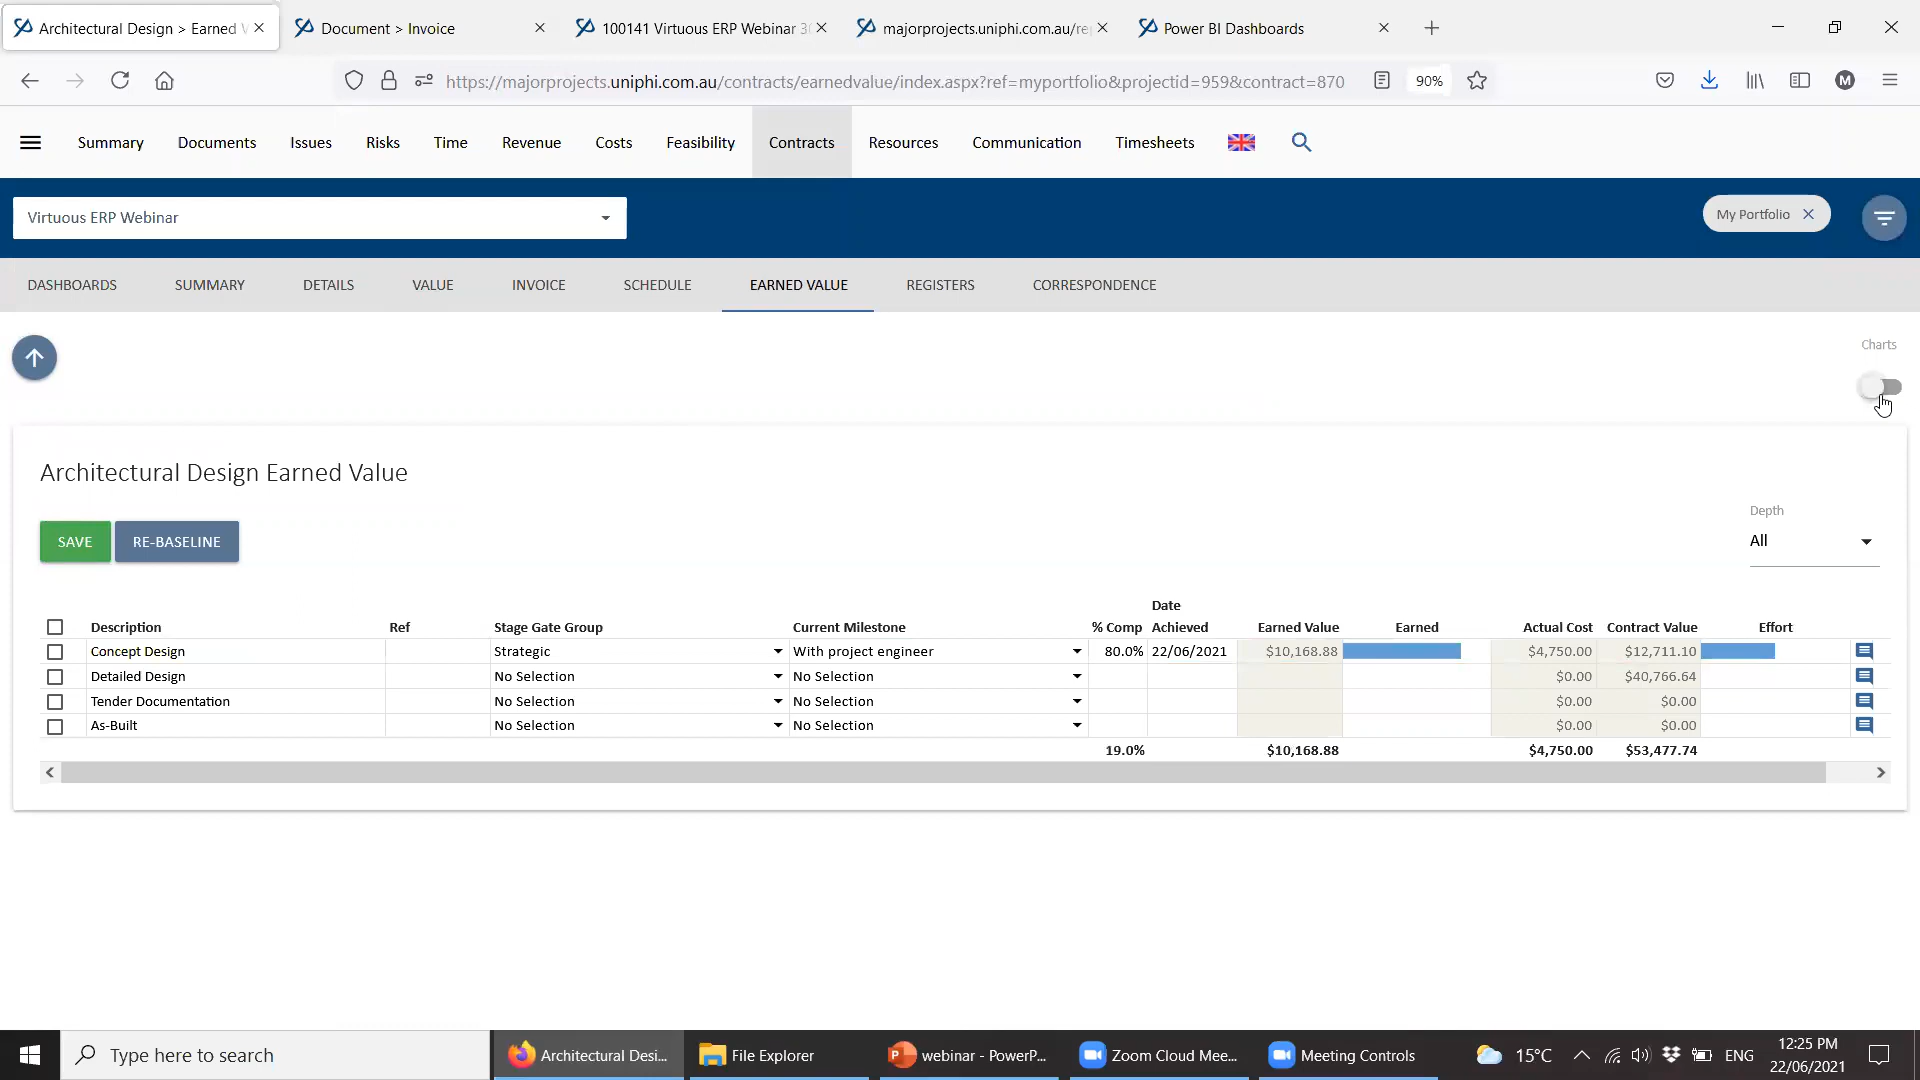 Architectural Design > Earned V
Document > Invoice
100141 Virtuous ERP Webinar 30
majorprojects.uniphi.com.au/re
Power BI Dashboards
https://majorprojects.uniphi.com.au/contracts/earnedvalue/index.aspx?ref=myportfolio&projectid=959&contract=870
90%
M
Summary Documents Issues Risks Time Revenue Costs Feasibility Contracts Resources Communication Timesheets
Virtuous ERP Webinar
My Portfolio
DASHBOARDS SUMMARY DETAILS VALUE INVOICE SCHEDULE EARNED VALUE REGISTERS CORRESPONDENCE
Charts
Architectural Design Earned Value
SAVE RE-BASELINE
Depth
All
Description Ref Stage Gate Group Current Milestone % Comp Date Achieved Earned Value Earned Actual Cost Contract Value Effort
Concept Design Strategic With project engineer 80.0% 22/06/2021 $10,168.88 $4,750.00 $12,711.10
Detailed Design No Selection No Selection $0.00 $40,766.64
Tender Documentation No Selection No Selection $0.00 $0.00
As-Built No Selection No Selection $0.00 $0.00
19.0% $10,168.88 $4,750.00 $53,477.74
Type here to search
Architectural Desi...
File Explorer
webinar - PowerP...
Zoom Cloud Mee...
Meeting Controls
15°C
ENG
12:25 PM
22/06/2021